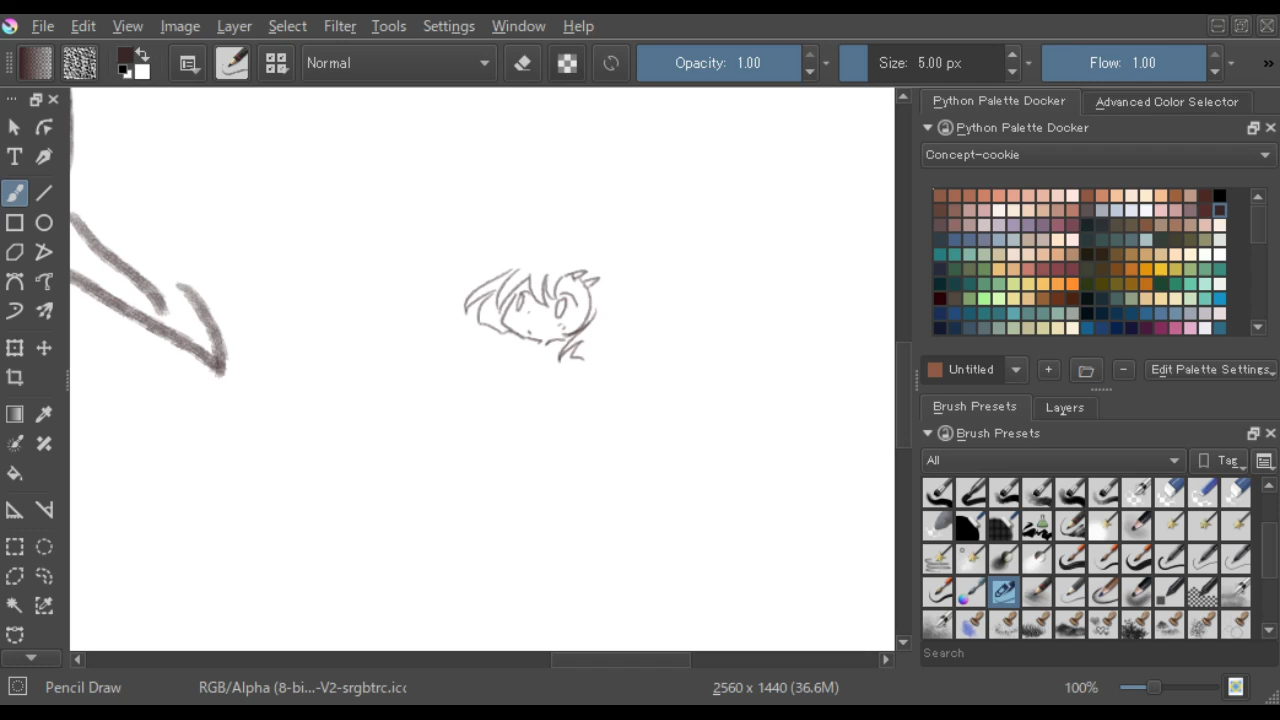 File Edit View Image Layer Select Filter Tools Settings Window Help
Normal Opacity: 1.00 Size: 5.00 px Flow: 1.00 »
Python Palette Docker Advanced Color Selector
Python Palette Docker
Concept-cookie
Untitled + − Edit Palette Settings...
Brush Presets Layers
Brush Presets
All Tag
Search
Pencil Draw RGB/Alpha (8-bi...-V2-srgbtrc.icc 2560 x 1440 (36.6M) 100%